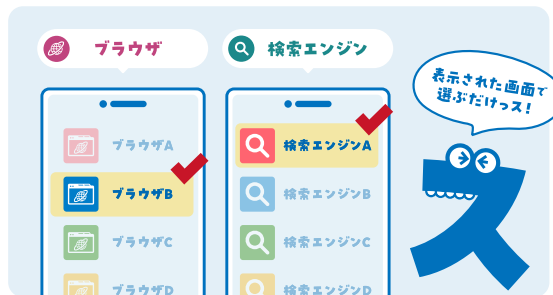 ブラウザ
検索エンジン
ブラウザA
ブラウザB
ブラウザC
ブラウザD
検索エンジンA
検索エンジンB
検索エンジンC
検索エンジンD
表示された画面で
選ぶだけっス!